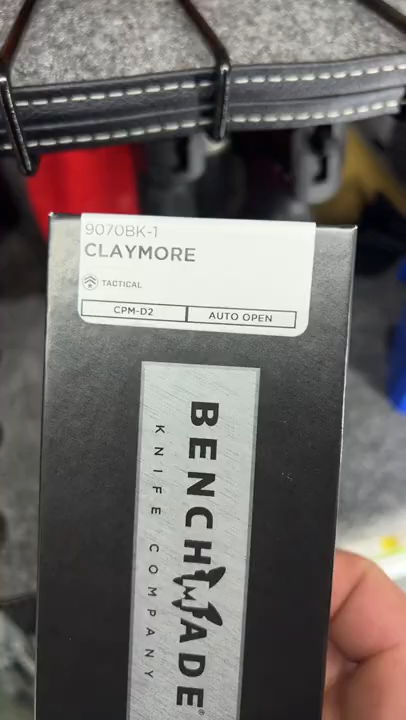 9070BK-1
CLAYMORE
TACTICAL
CPM-D2
AUTO OPEN
BENCHMADE®
KNIFE COMPANY